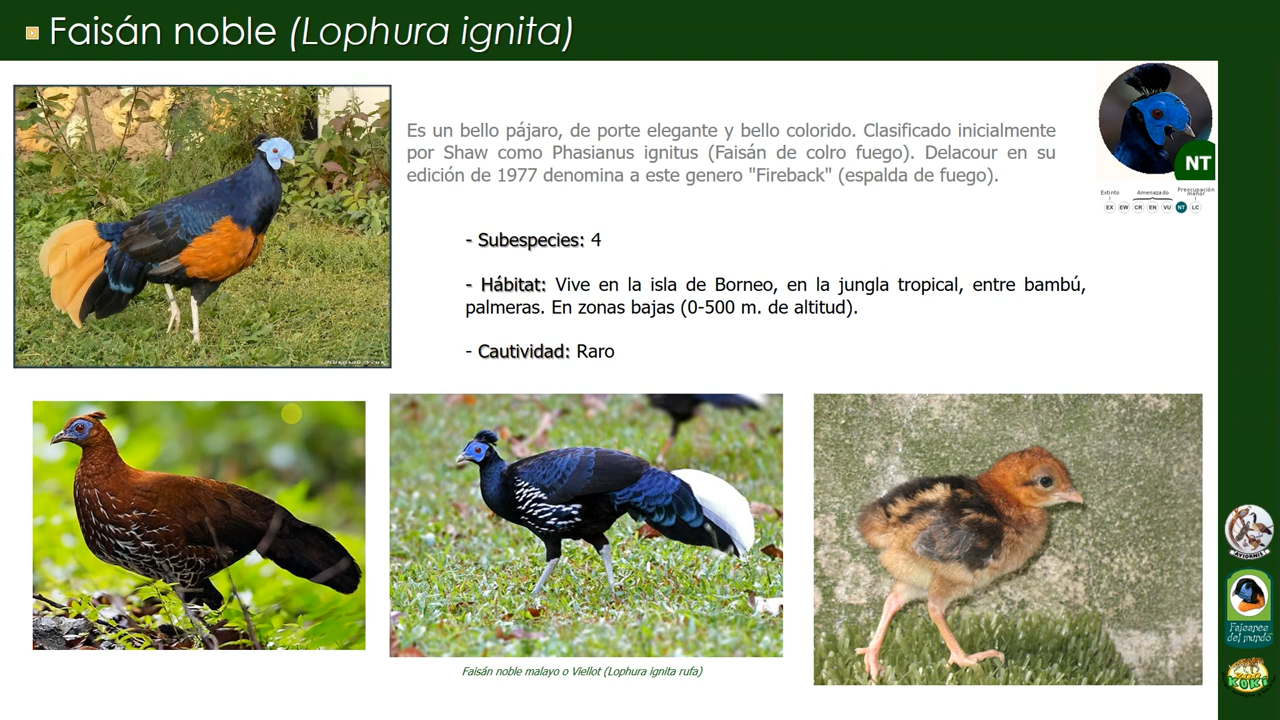 Faisán noble (Lophura ignita)
Es un bello pájaro, de porte elegante y bello colorido. Clasificado inicialmente
por Shaw como Phasianus ignitus (Faisán de colro fuego). Delacour en su
edición de 1977 denomina a este genero "Fireback" (espalda de fuego).
NT
Extinto Amenazado Preocupación menor
EX EW CR EN VU NT LC
- Subespecies: 4
- Hábitat: Vive en la isla de Borneo, en la jungla tropical, entre bambú,
palmeras. En zonas bajas (0-500 m. de altitud).
- Cautividad: Raro
Faisán noble malayo o Viellot (Lophura ignita rufa)
AVIORNIS
Faisanes
del mundo
ZOO
KOKI